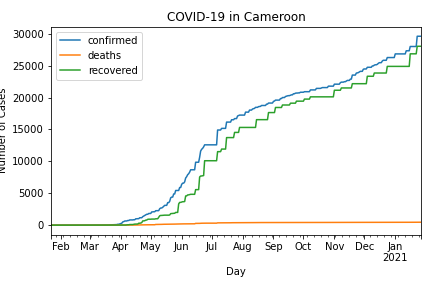 COVID-19 in Cameroon
confirmed
deaths
recovered
Number of Cases
30000
25000
20000
15000
10000
5000
0
Feb Mar Apr May Jun Jul Aug Sep Oct Nov Dec Jan
2021
Day